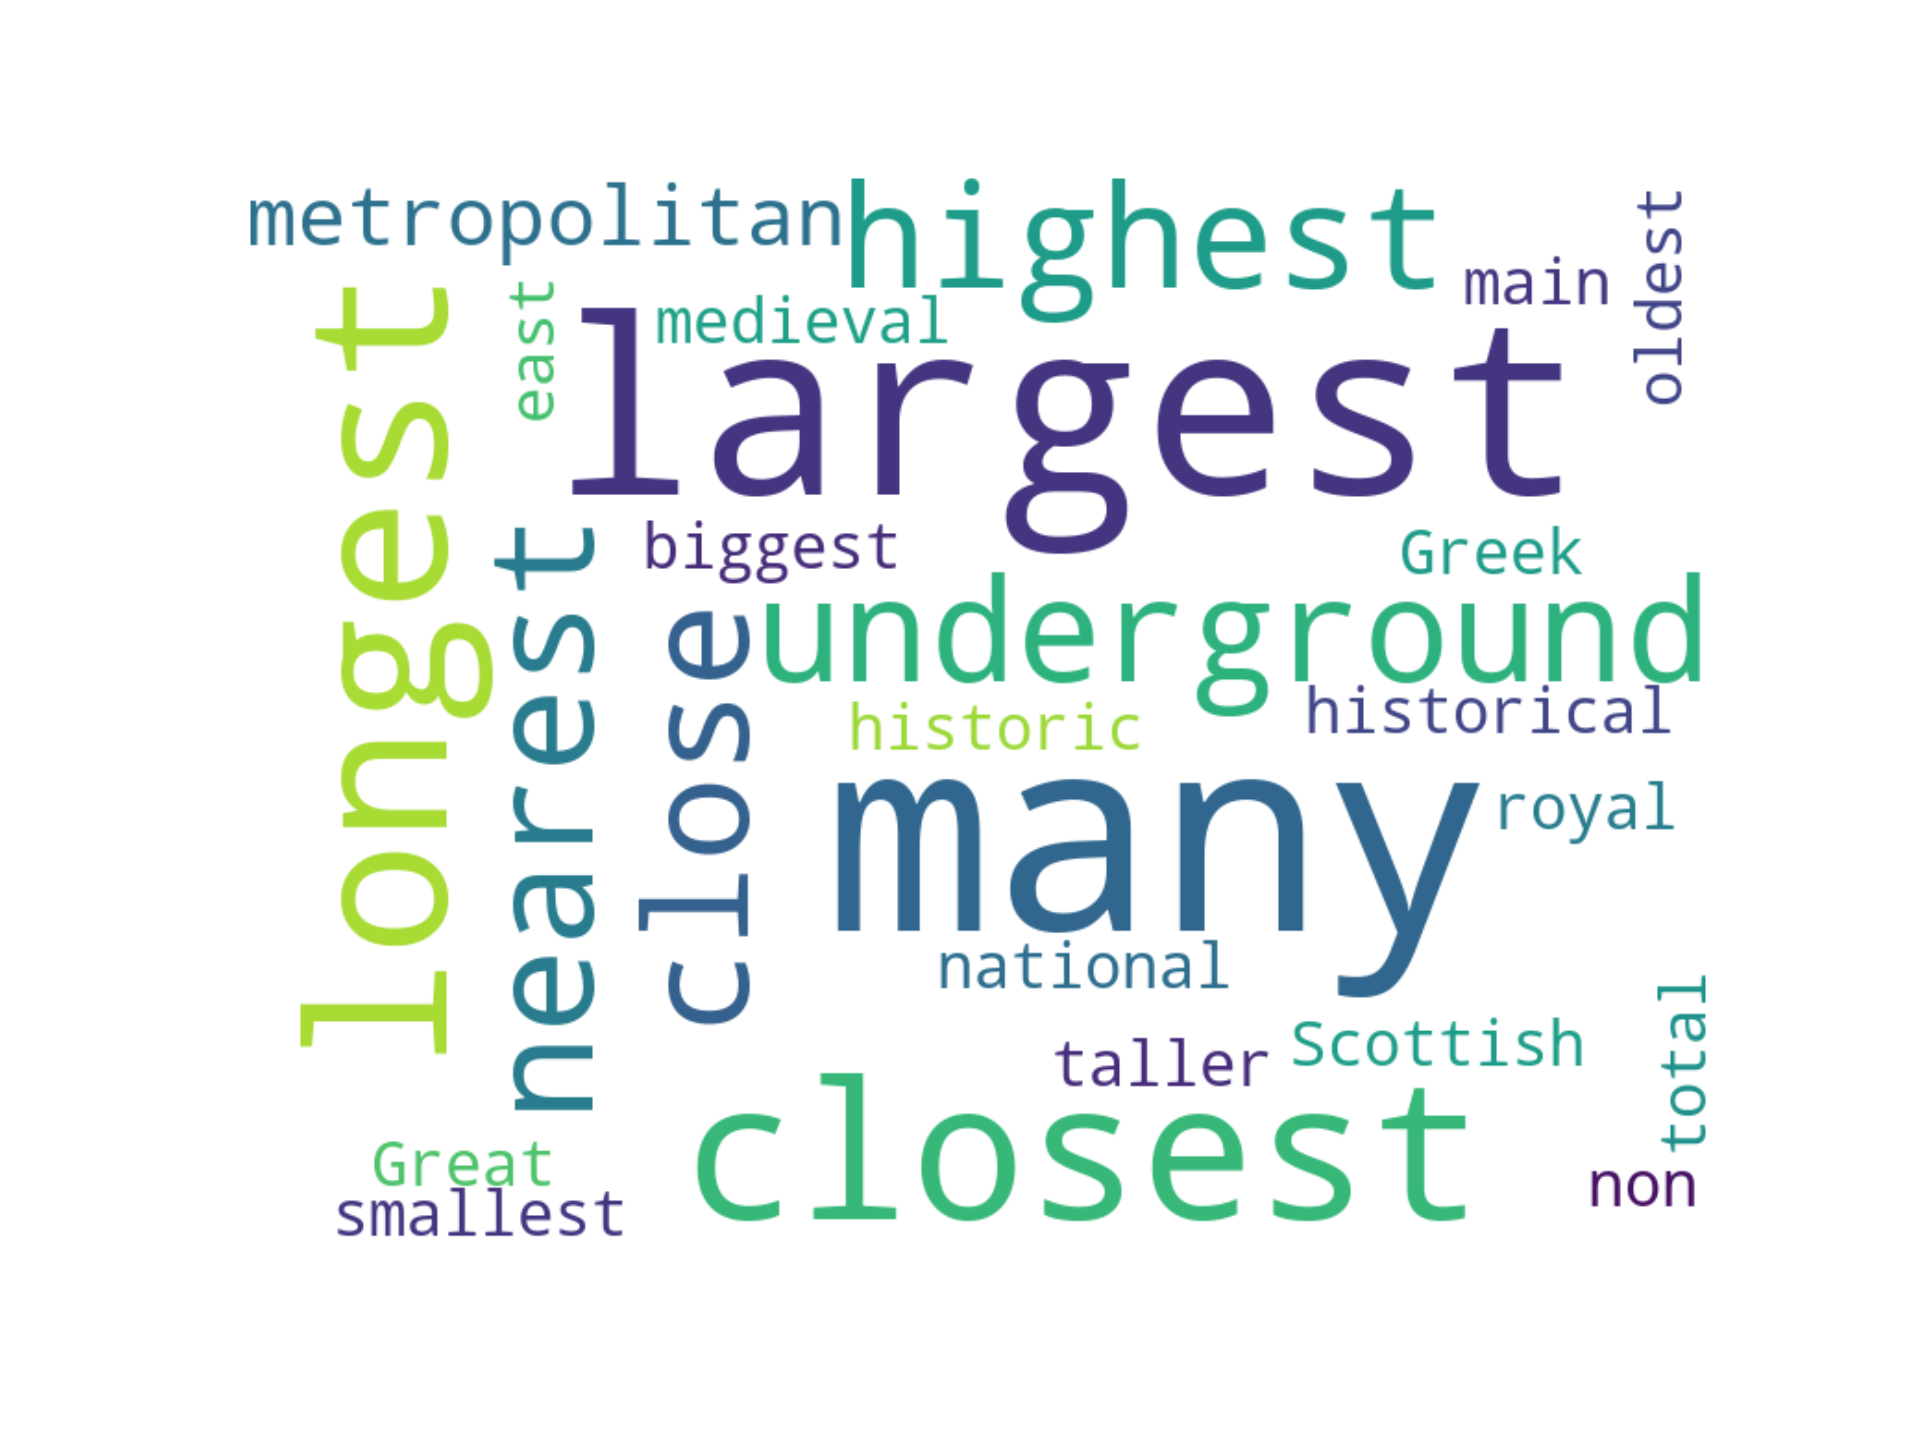 metropolitan
highest
main
oldest
east
medieval
longest
largest
nearest
biggest
Greek
close
underground
historic
historical
many
royal
national
total
taller
Scottish
closest
Great
non
smallest